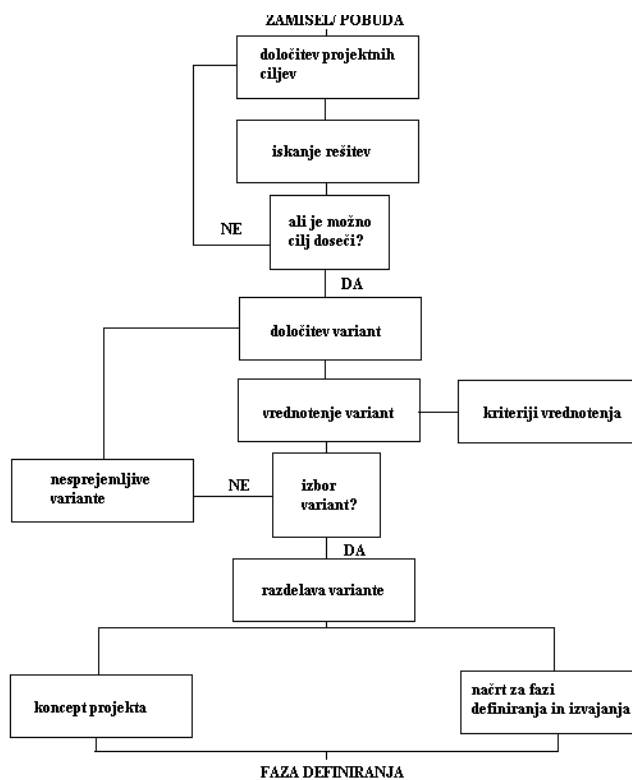 ZAMISEL/ POBUDA
določitev projektnih
ciljev
iskanje rešitev
ali je možno
cilj doseči?
NE
DA
določitev variant
vrednotenje variant
kriteriji vrednotenja
nesprejemljive
variante
NE
izbor
variant?
DA
razdelava variante
koncept projekta
načrt za fazi
definiranja in izvajanja
FAZA DEFINIRANJA